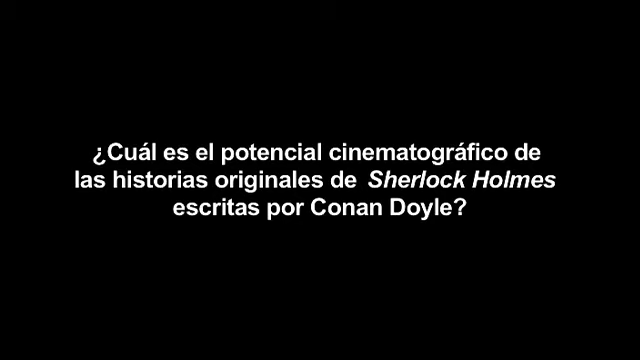 ¿Cuál es el potencial cinematográfico de
las historias originales de Sherlock Holmes
escritas por Conan Doyle?